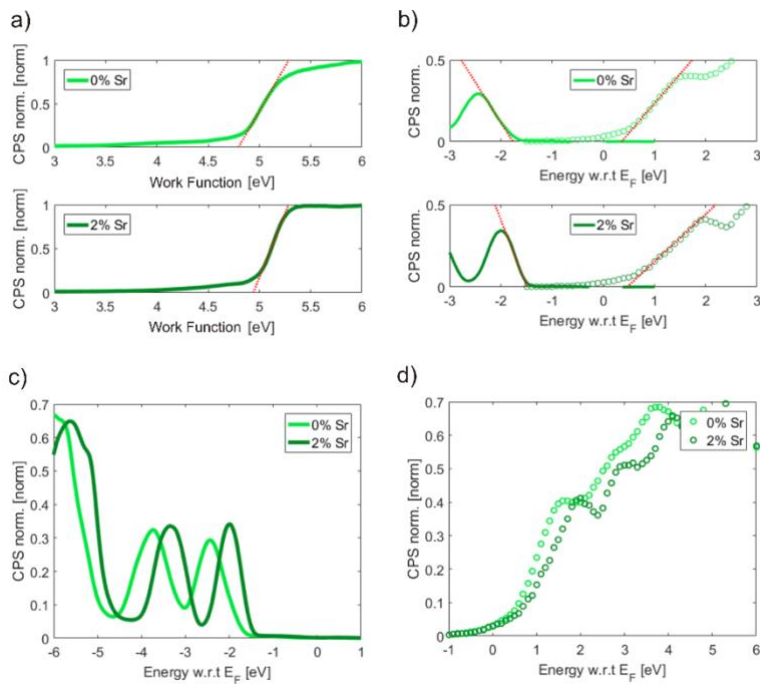 a)
CPS norm. [norm]
1
0.5
0
0% Sr
3 3.5 4 4.5 5 5.5 6
Work Function [eV]
CPS norm. [norm]
1
0.5
0
2% Sr
3 3.5 4 4.5 5 5.5 6
Work Function [eV]
b)
CPS norm.
0.5
0
0% Sr
-3 -2 -1 0 1 2 3
Energy w.r.t E_F [eV]
CPS norm.
0.5
0
2% Sr
-3 -2 -1 0 1 2 3
Energy w.r.t E_F [eV]
c)
CPS norm. [norm]
0.7
0.6
0.5
0.4
0.3
0.2
0.1
0
0% Sr
2% Sr
-6 -5 -4 -3 -2 -1 0 1
Energy w.r.t E_F [eV]
d)
CPS norm. [norm]
0.7
0.6
0.5
0.4
0.3
0.2
0.1
0
0% Sr
2% Sr
-1 0 1 2 3 4 5 6
Energy w.r.t E_F [eV]